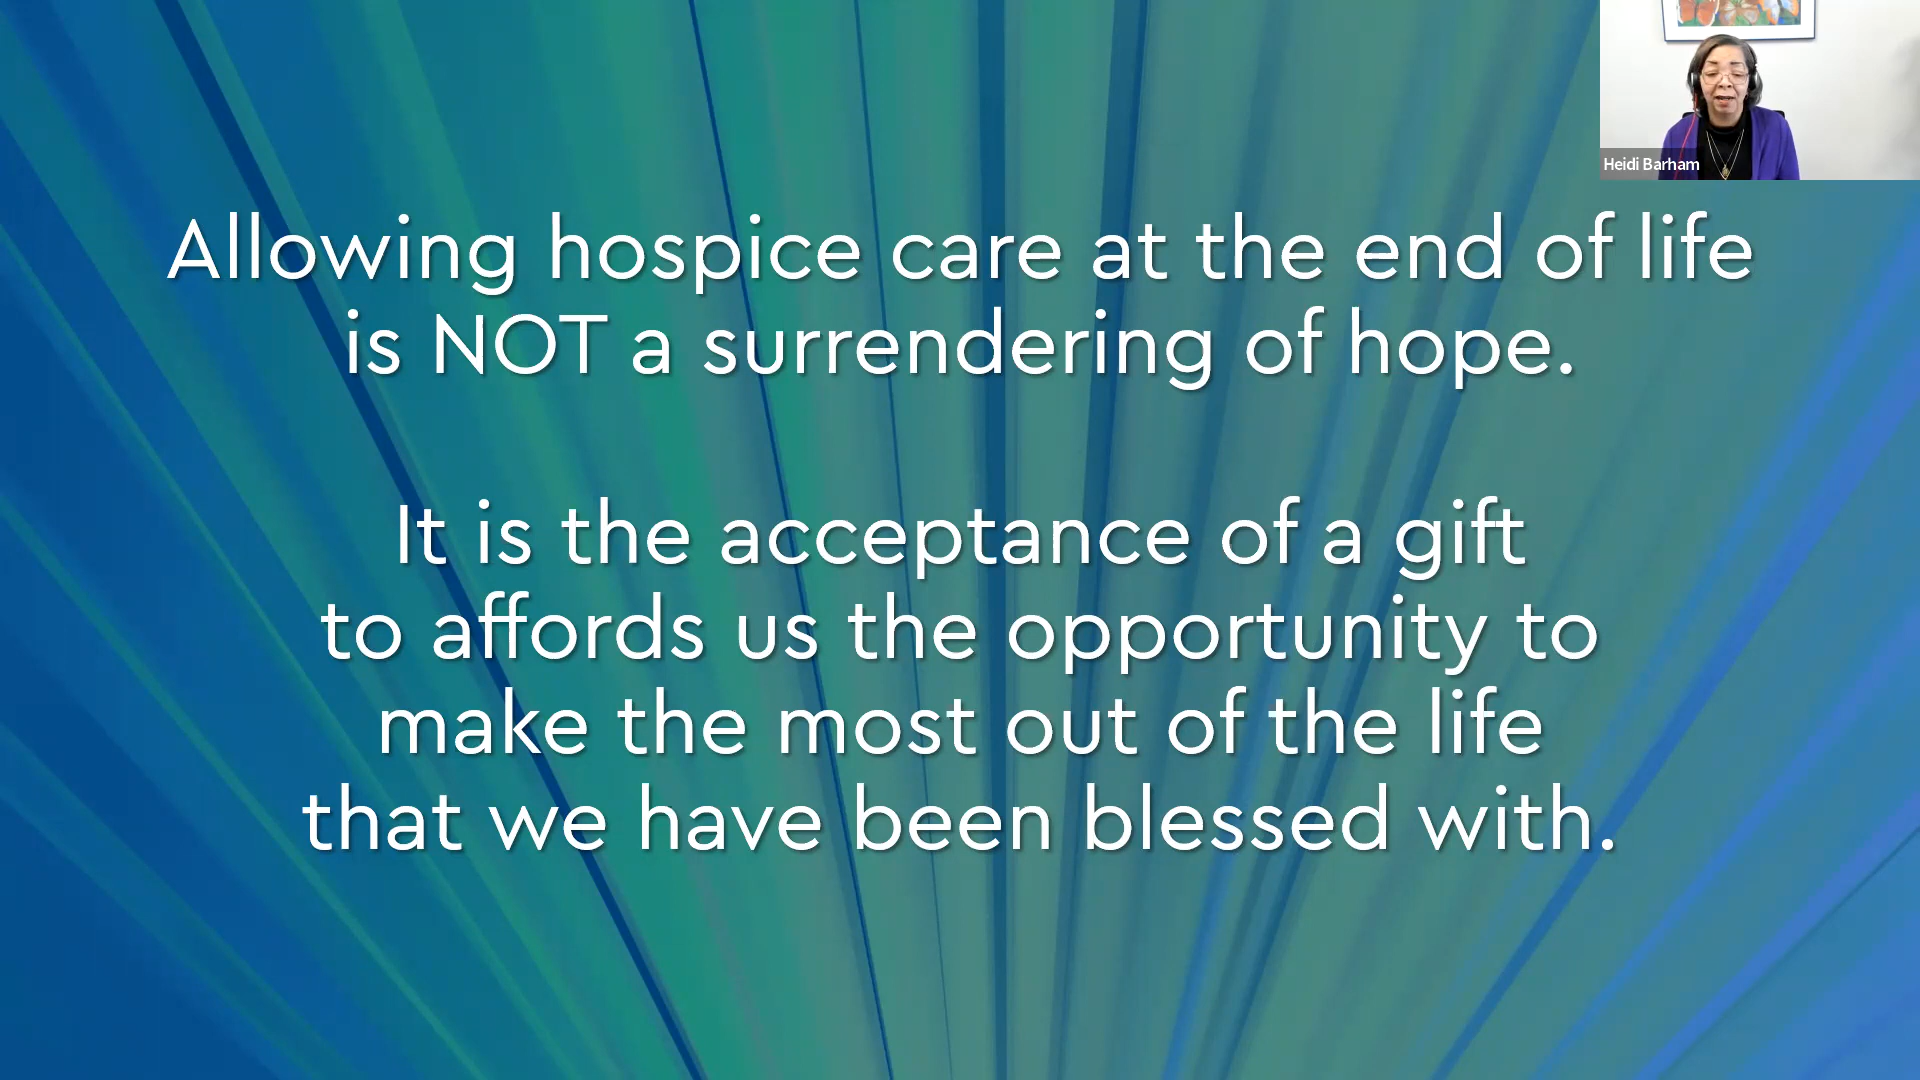 Heidi Barham
Allowing hospice care at the end of life
is NOT a surrendering of hope.
It is the acceptance of a gift
to affords us the opportunity to
make the most out of the life
that we have been blessed with.